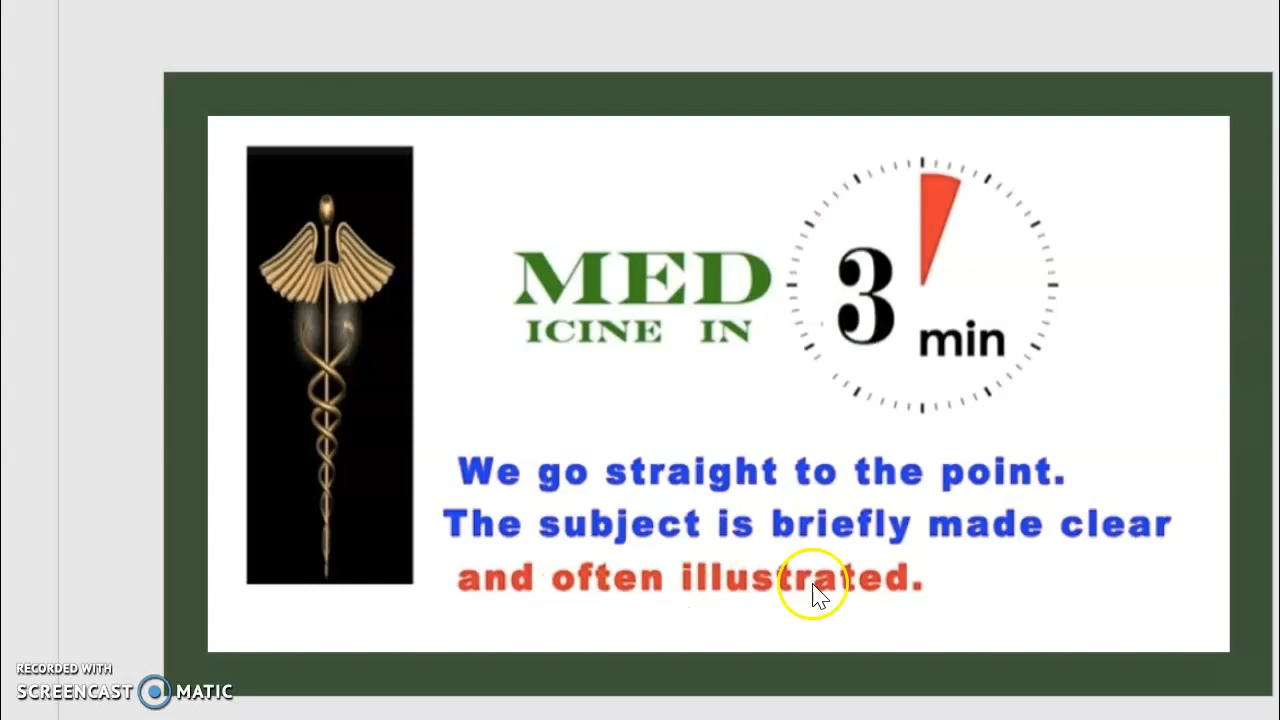 MED
ICINE IN
3
min
We go straight to the point.
The subject is briefly made clear
and often illustrated.
RECORDED WITH
SCREENCAST MATIC